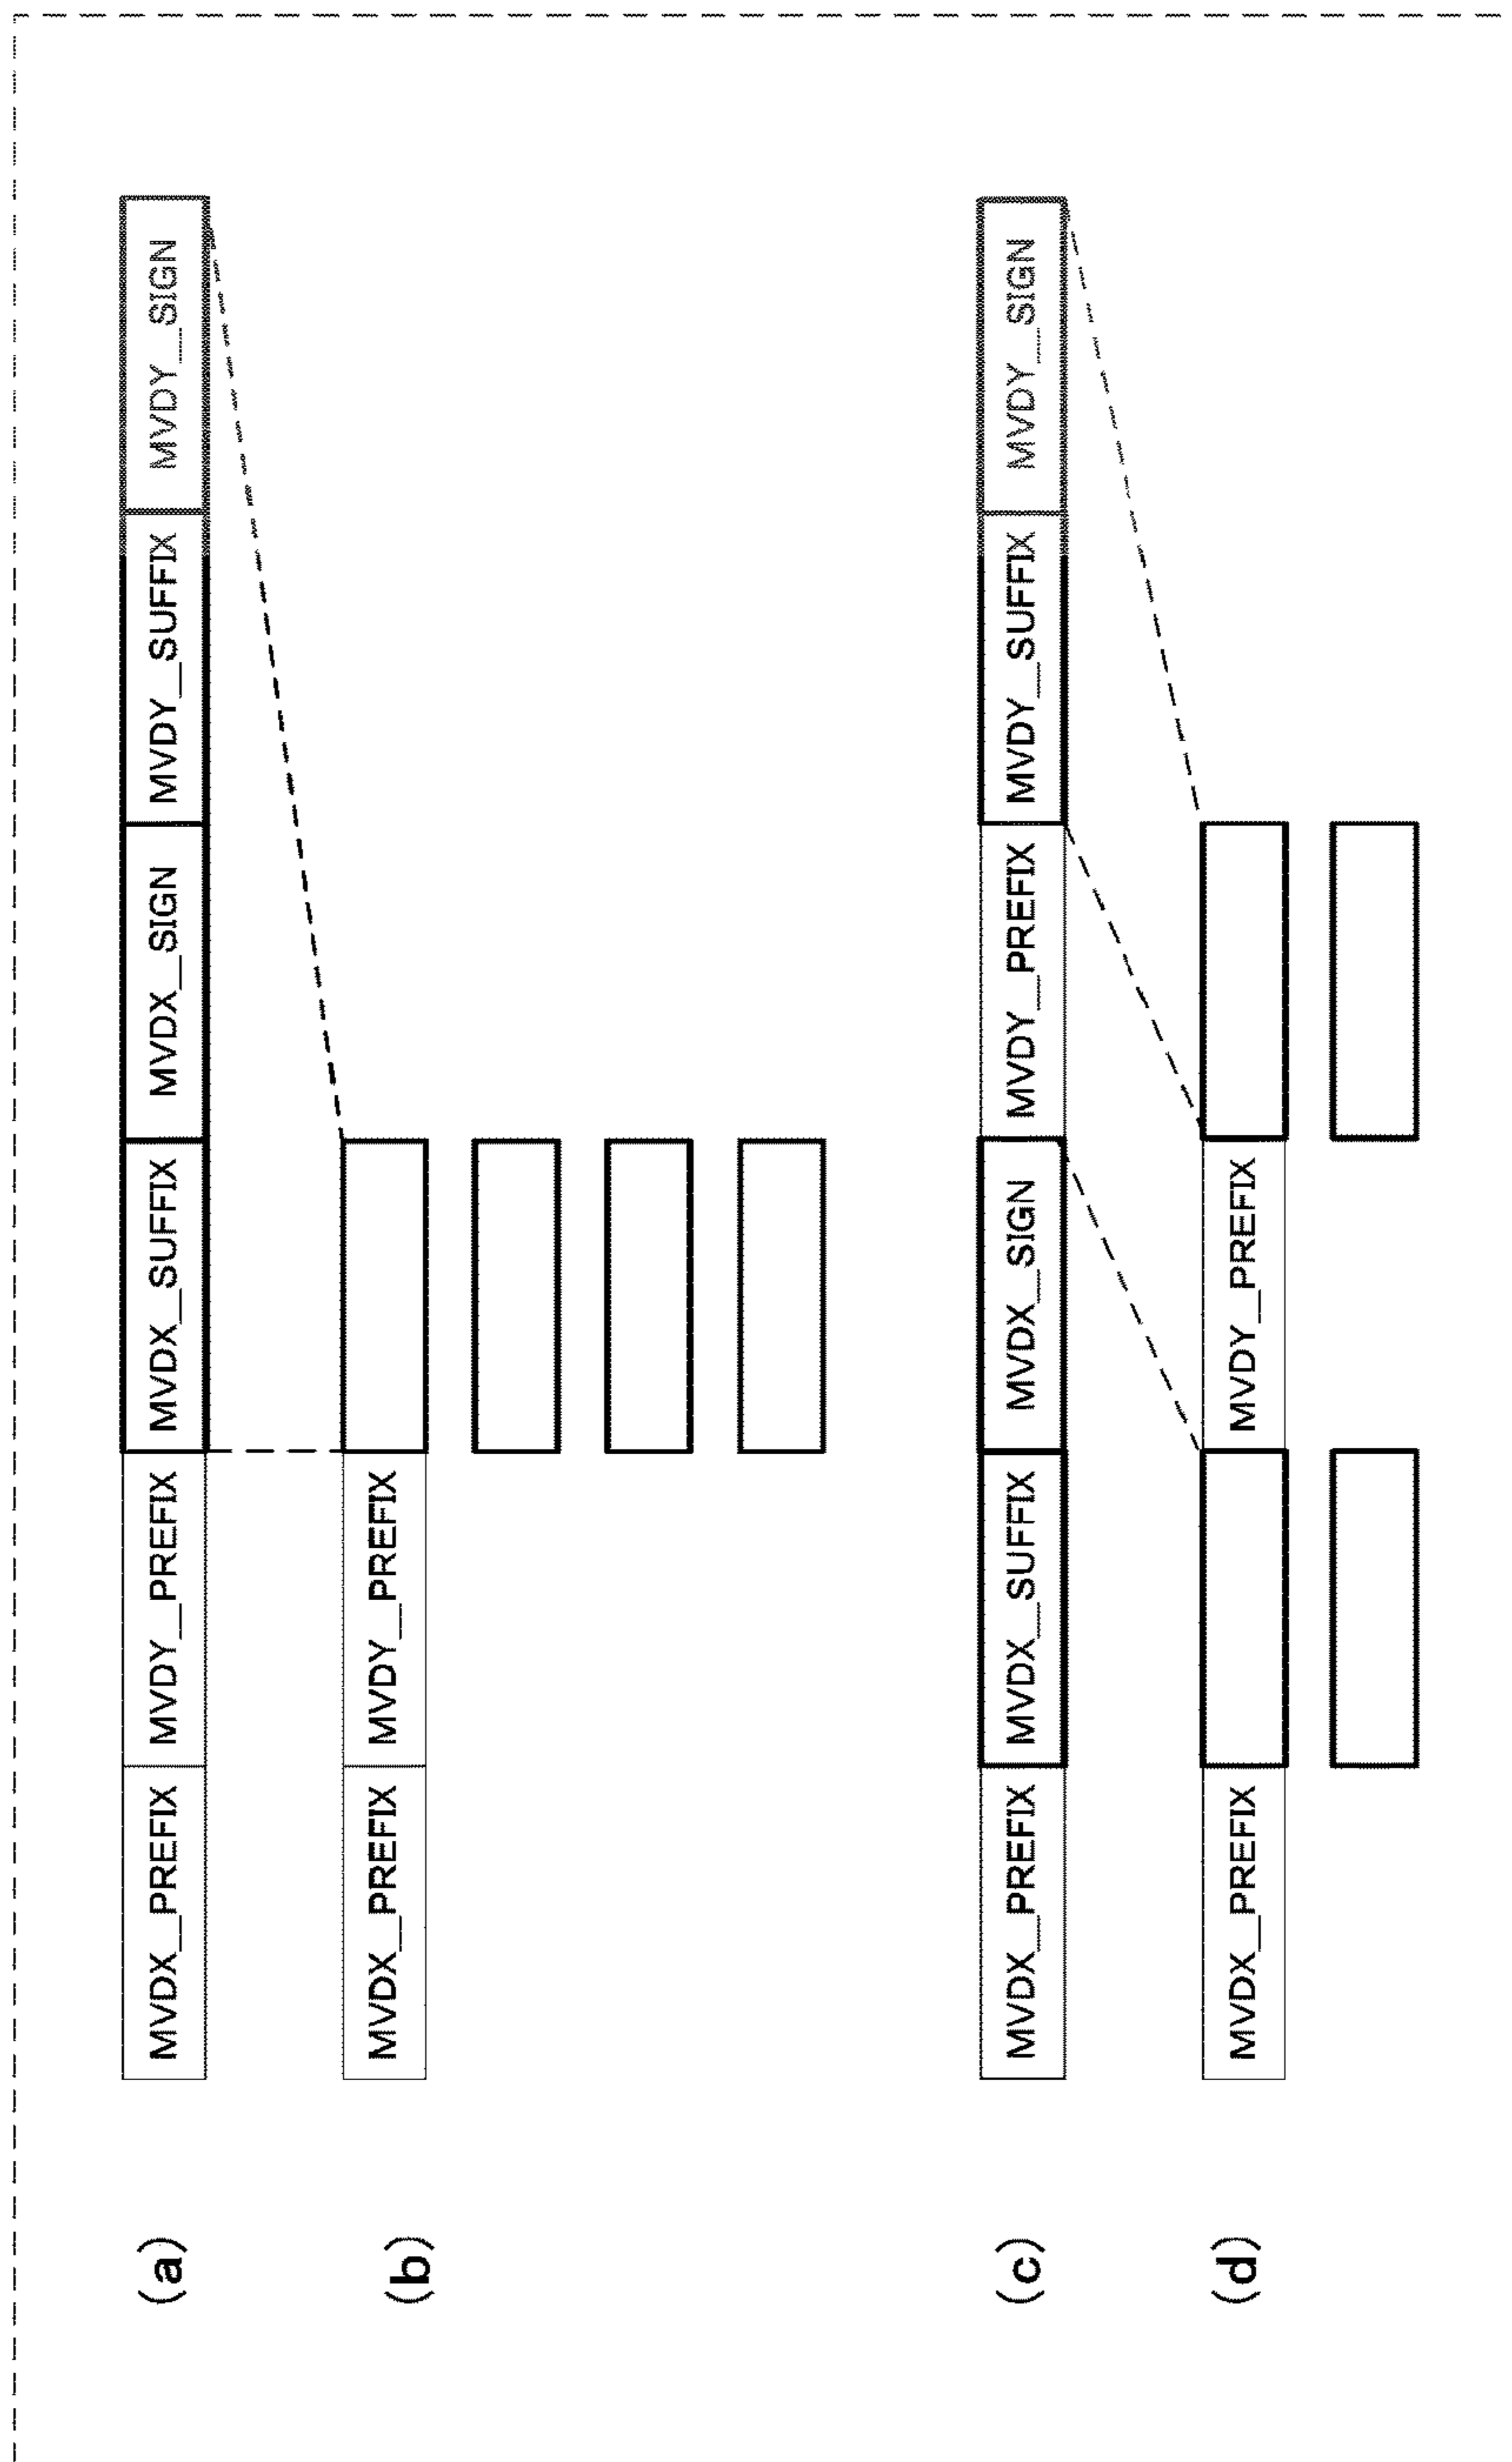 (a) MVDX_PREFIX MVDY_PREFIX MVDX_SUFFIX MVDX_SIGN MVDY_SUFFIX MVDY_SIGN
(b) MVDX_PREFIX MVDY_PREFIX
(c) MVDX_PREFIX MVDX_SUFFIX MVDX_SIGN MVDY_PREFIX MVDY_SUFFIX MVDY_SIGN
(d) MVDX_PREFIX MVDY_PREFIX